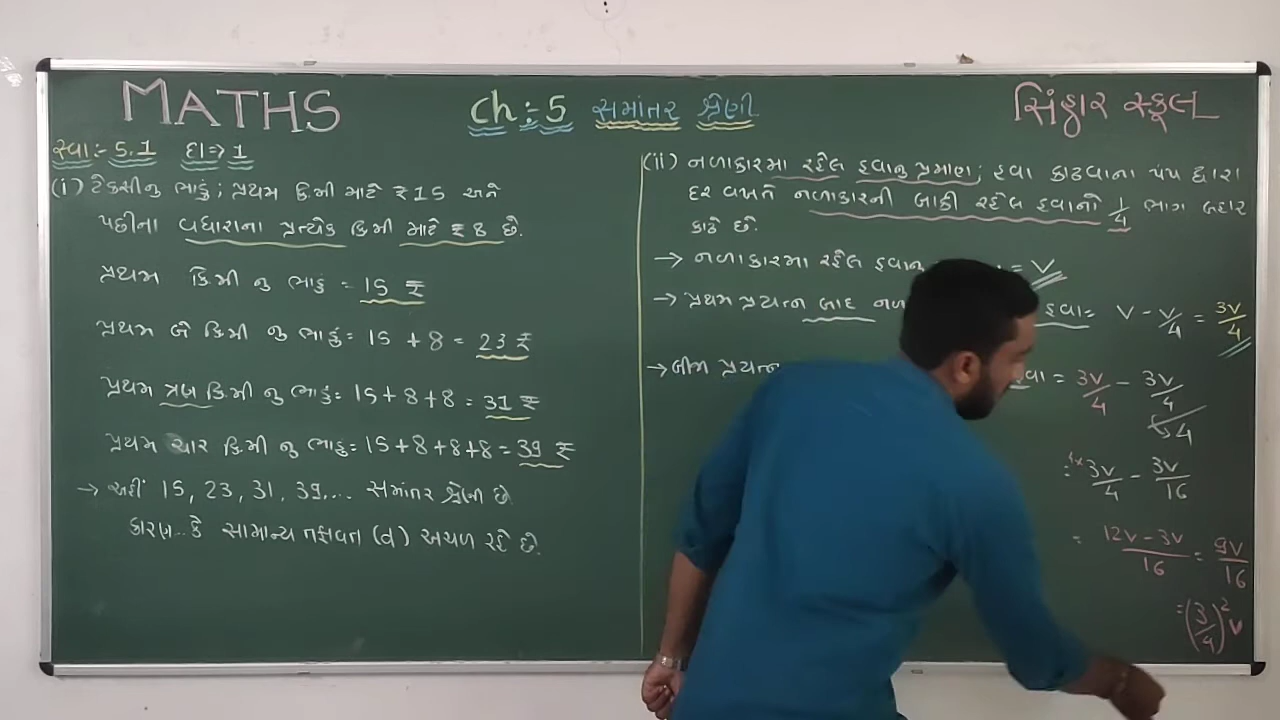 MATHS
Ch:-5 સમાંતર શ્રેણી
સિંહાર સ્કૂલ
સ્વા:- 5.1 દા⇒ 1
(i) ટેક્સીનુ ભાડું; પ્રથમ કિમી માટે ₹15 અને
પછીના વધારાના પ્રત્યેક કિમી માટે ₹8 છે.
પ્રથમ કિમી નુ ભાડું = 15 ₹
પ્રથમ બે કિમી નુ ભાડું = 15 + 8 = 23 ₹
પ્રથમ ત્રણ કિમી નુ ભાડું = 15+8+8 = 31 ₹
પ્રથમ ચાર કિમી નુ ભાડું = 15+8+8+8 = 39 ₹
→ અહીં 15, 23, 31, 39,... સમાંતર શ્રેણી છે
કારણ..કે સામાન્ય તફાવત (d) અચળ રહે છે.
(ii) નળાકારમા રહેલ હવાનુ પ્રમાણ; હવા કાઢવાના પંપ દ્વારા
દર વખતે નળાકારની બાકી રહેલ હવાનો 1/4 ભાગ બહાર
કાઢે છે.
→ નળાકારમા રહેલ હવાનુ = V
→ પ્રથમ પ્રયત્ન બાદ હવા = V - V/4 = 3V/4
→ બીજા પ્રયત્ન હવા = 3V/4 - 3V/4/4
= 4× 3V/4 - 3V/16
= 12V - 3V/16 = 9V/16
= (3/4)² V